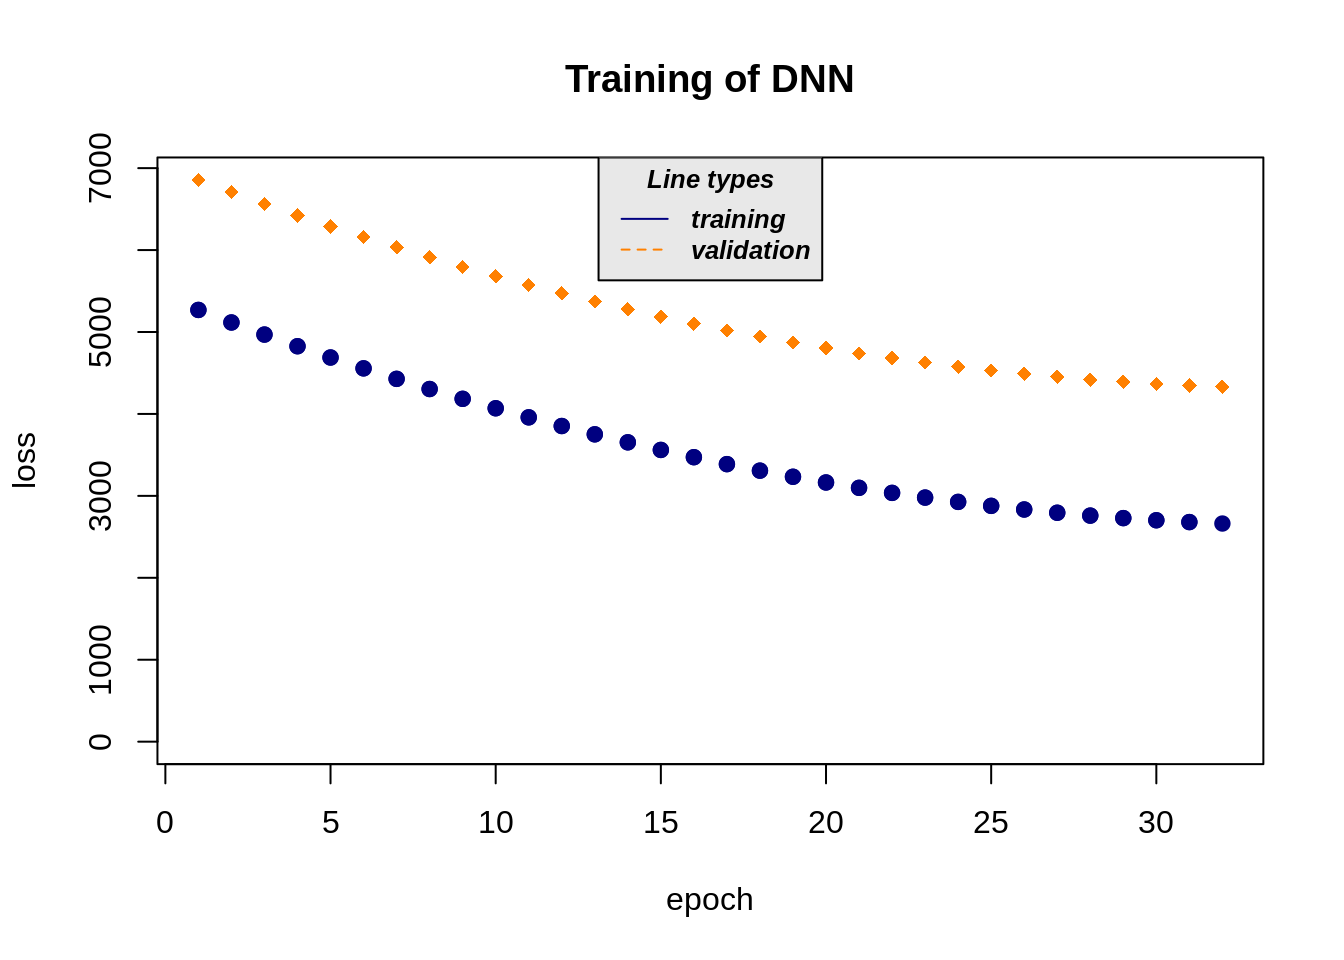 Training of DNN
Line types
training
validation
loss
7000
5000
3000
1000
0
0 5 10 15 20 25 30
epoch